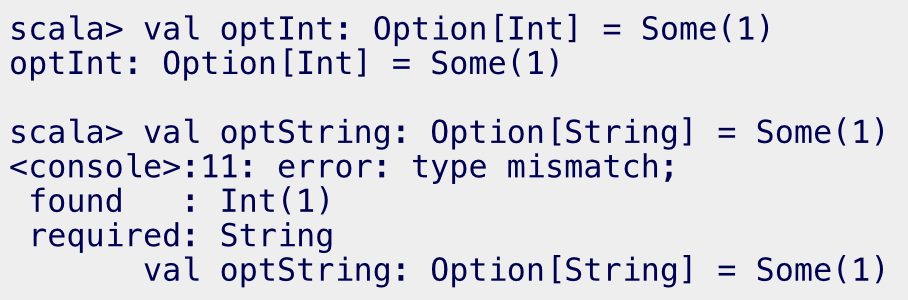 scala> val optInt: Option[Int] = Some(1)
optInt: Option[Int] = Some(1)

scala> val optString: Option[String] = Some(1)
<console>:11: error: type mismatch;
 found   : Int(1)
 required: String
       val optString: Option[String] = Some(1)